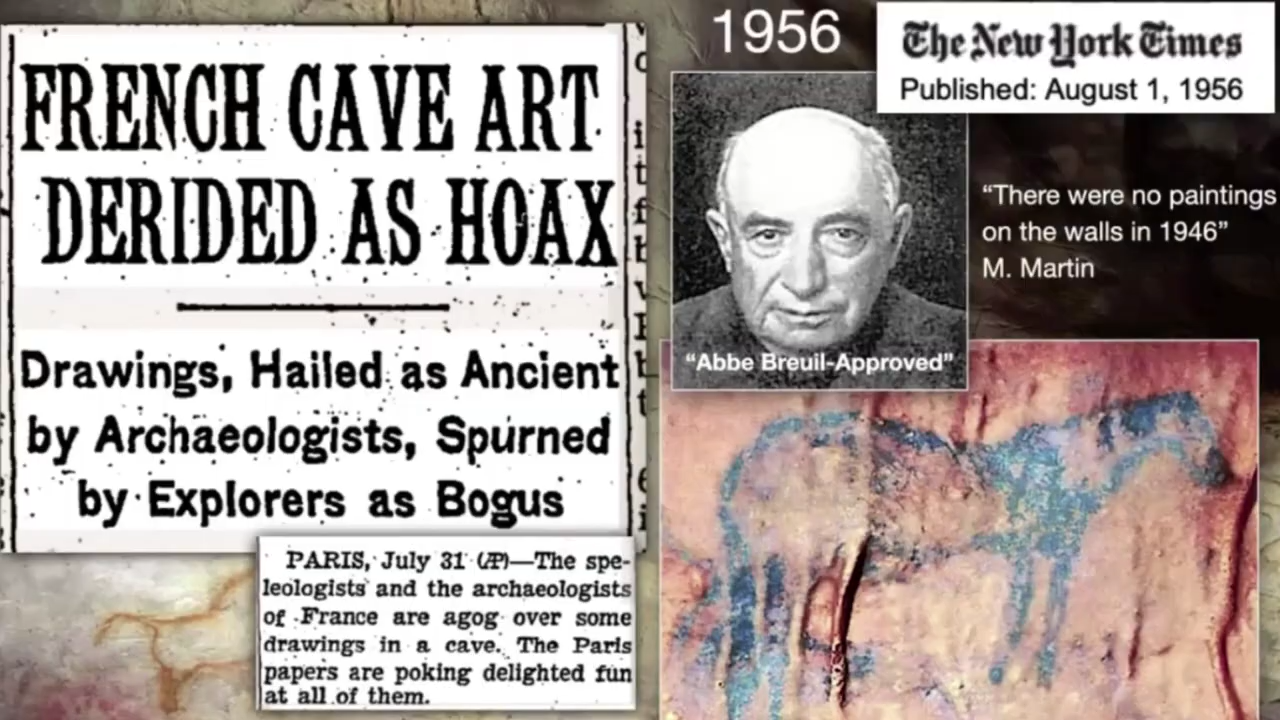 FRENCH CAVE ART
DERIDED AS HOAX
Drawings, Hailed as Ancient
by Archaeologists, Spurned
by Explorers as Bogus
PARIS, July 31 (AP)—The spe-
leologists and the archaeologists
of France are agog over some
drawings in a cave. The Paris
papers are poking delighted fun
at all of them.
1956
The New York Times
Published: August 1, 1956
“Abbe Breuil-Approved”
“There were no paintings
on the walls in 1946”
M. Martin